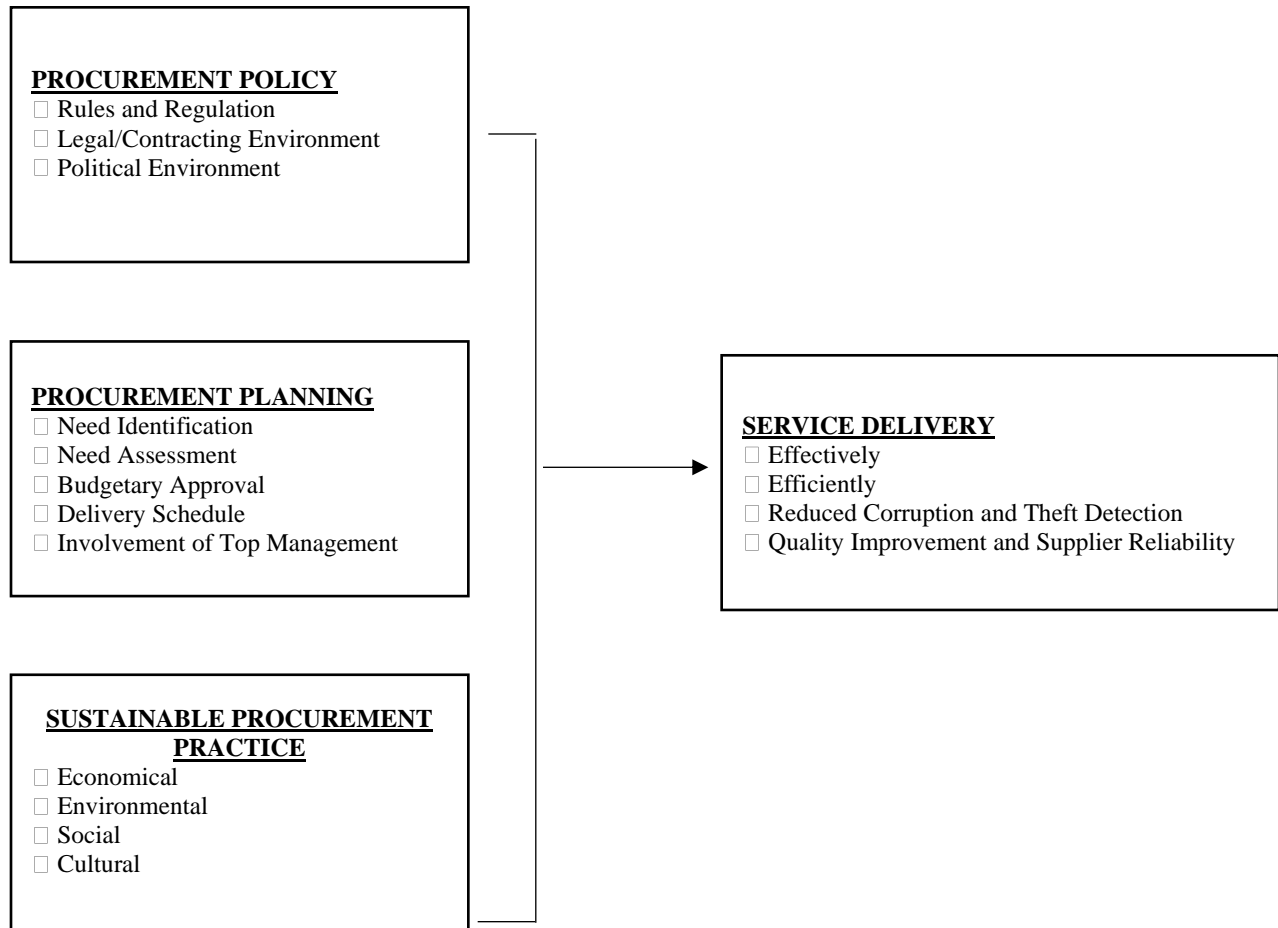 PROCUREMENT POLICY
□ Rules and Regulation
□ Legal/Contracting Environment
□ Political Environment
PROCUREMENT PLANNING
□ Need Identification
□ Need Assessment
□ Budgetary Approval
□ Delivery Schedule
□ Involvement of Top Management
SERVICE DELIVERY
□ Effectively
□ Efficiently
□ Reduced Corruption and Theft Detection
□ Quality Improvement and Supplier Reliability
SUSTAINABLE PROCUREMENT
PRACTICE
□ Economical
□ Environmental
□ Social
□ Cultural